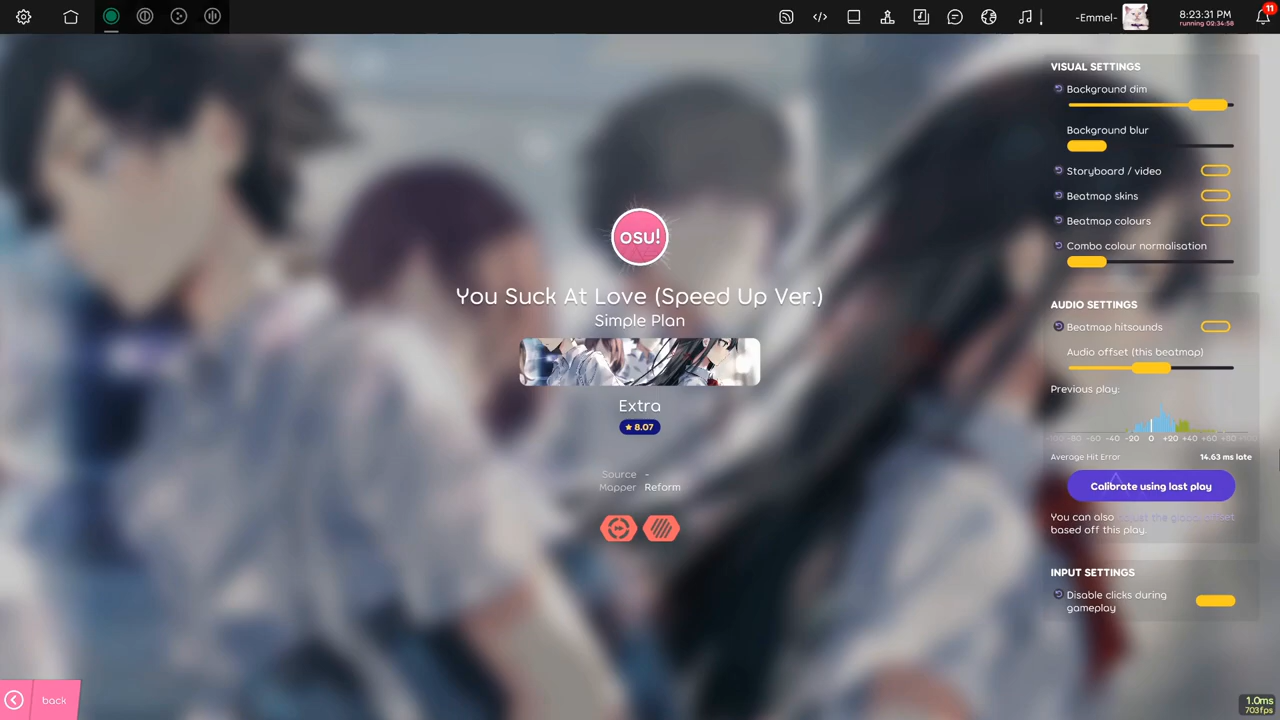 -Emmel-
8:23:31 PM
running 02:34:58
11
VISUAL SETTINGS
Background dim
Background blur
Storyboard / video
Beatmap skins
Beatmap colours
Combo colour normalisation
osu!
You Suck At Love (Speed Up Ver.)
Simple Plan
Extra
8.07
Source -
Mapper Reform
AUDIO SETTINGS
Beatmap hitsounds
Audio offset (this beatmap)
Previous play:
-100 -80 -60 -40 -20 0 +20 +40 +60 +80 +100
Average Hit Error 14.63 ms late
Calibrate using last play
You can also adjust the global offset
based off this play.
INPUT SETTINGS
Disable clicks during
gameplay
back
1.0ms
703fps